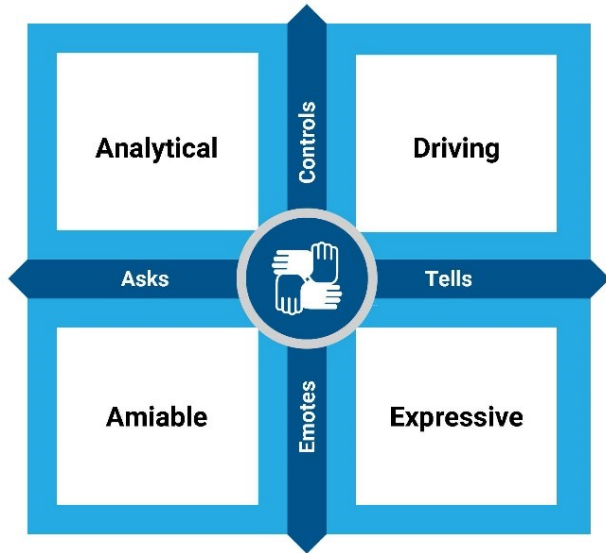 Controls
Analytical
Driving
Asks
Tells
Amiable
Expressive
Emotes